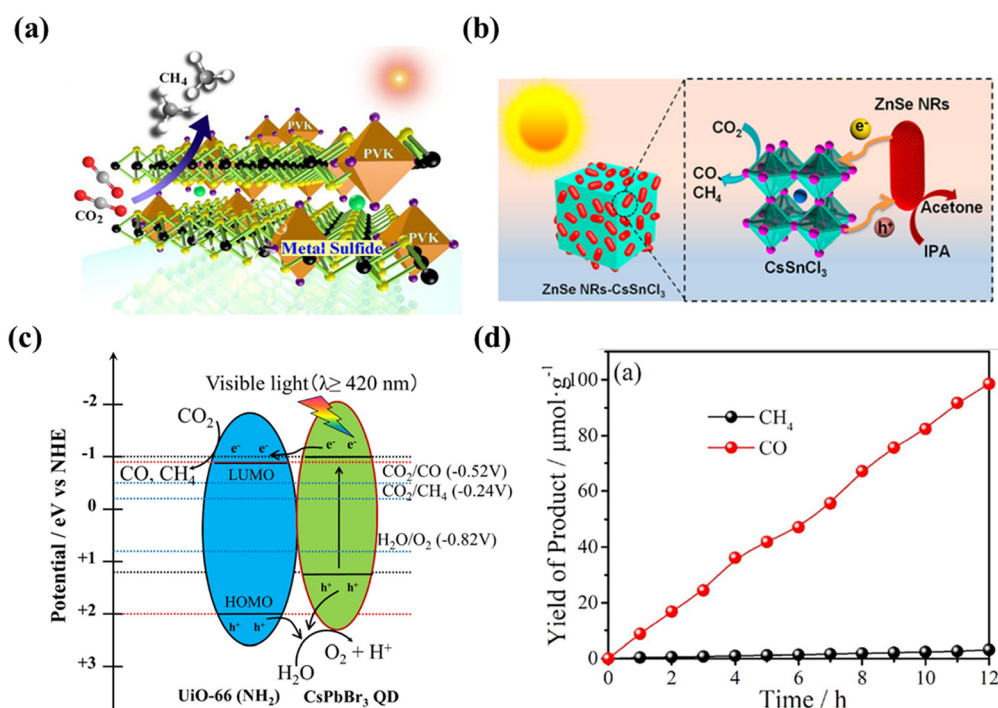 (a)
CH₄
PVK
PVK
CO₂
Metal Sulfide
PVK
(b)
ZnSe NRs
CO₂
e⁻
CO,
CH₄
Acetone
h⁺
IPA
CsSnCl₃
ZnSe NRs-CsSnCl₃
(c)
Visible light(λ≥ 420 nm)
Potential / eV vs NHE
-2
-1
0
+1
+2
+3
CO₂
e⁻ e⁻
e⁻ e⁻
CO, CH₄
LUMO
CO₂/CO (-0.52V)
CO₂/CH₄ (-0.24V)
H₂O/O₂ (-0.82V)
h⁺ h⁺
HOMO
h⁺ h⁺
O₂ + H⁺
H₂O
UiO-66 (NH₂)
CsPbBr₃ QD
(d)
(a)
CH₄
CO
Yield of Product / μmol·g⁻¹
100
80
60
40
20
0
0 2 4 6 8 10 12
Time / h